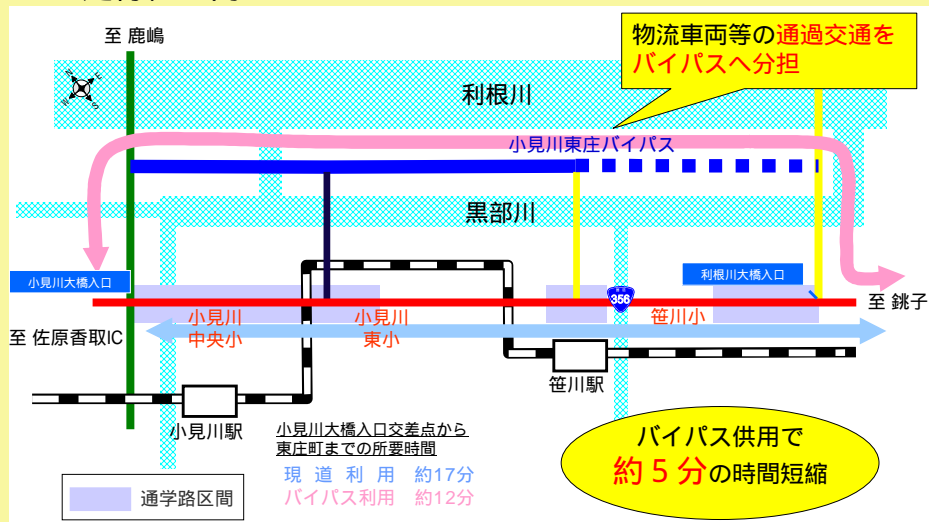 至 鹿嶋
物流車両等の通過交通を
バイパスへ分担
N
E
W
S
利根川
小見川東庄バイパス
黒部川
小見川大橋入口
利根川大橋入口
356
至 銚子
至 佐原香取IC
小見川
中央小
小見川
東小
笹川小
笹川駅
小見川駅
小見川大橋入口交差点から
東庄町までの所要時間
現道利用 約17分
バイパス利用 約12分
バイパス供用で
約5分の時間短縮
通学路区間